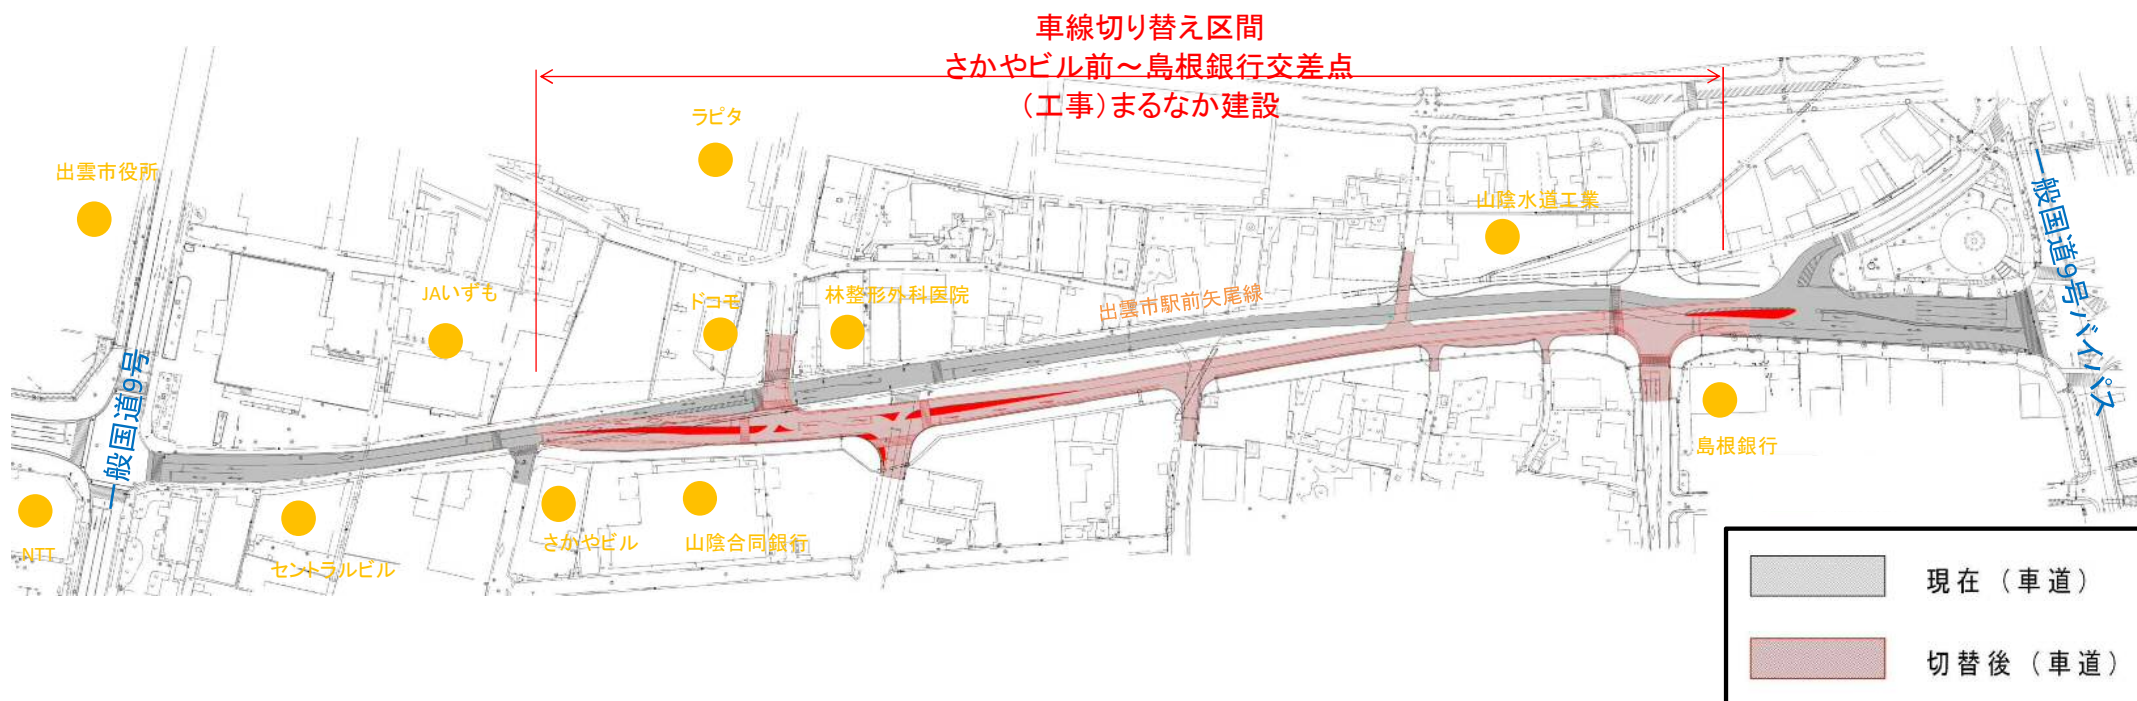 車線切り替え区間
さかやビル前～島根銀行交差点
（工事）まるなか建設
ラピタ
出雲市役所
山陰水道工業
一般国道9号バイパス
JAいずも
ドコモ
林整形外科医院
出雲市駅前矢尾線
一般国道9号
島根銀行
NTT
セントラルビル
さかやビル
山陰合同銀行
現在（車道）
切替後（車道）